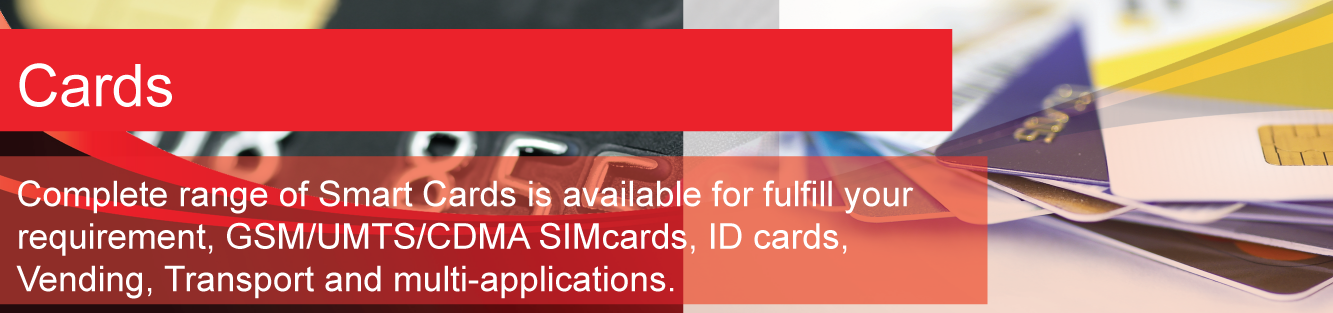 Cards
Complete range of Smart Cards is available for fulfill your
requirement, GSM/UMTS/CDMA SIMcards, ID cards,
Vending, Transport and multi-applications.